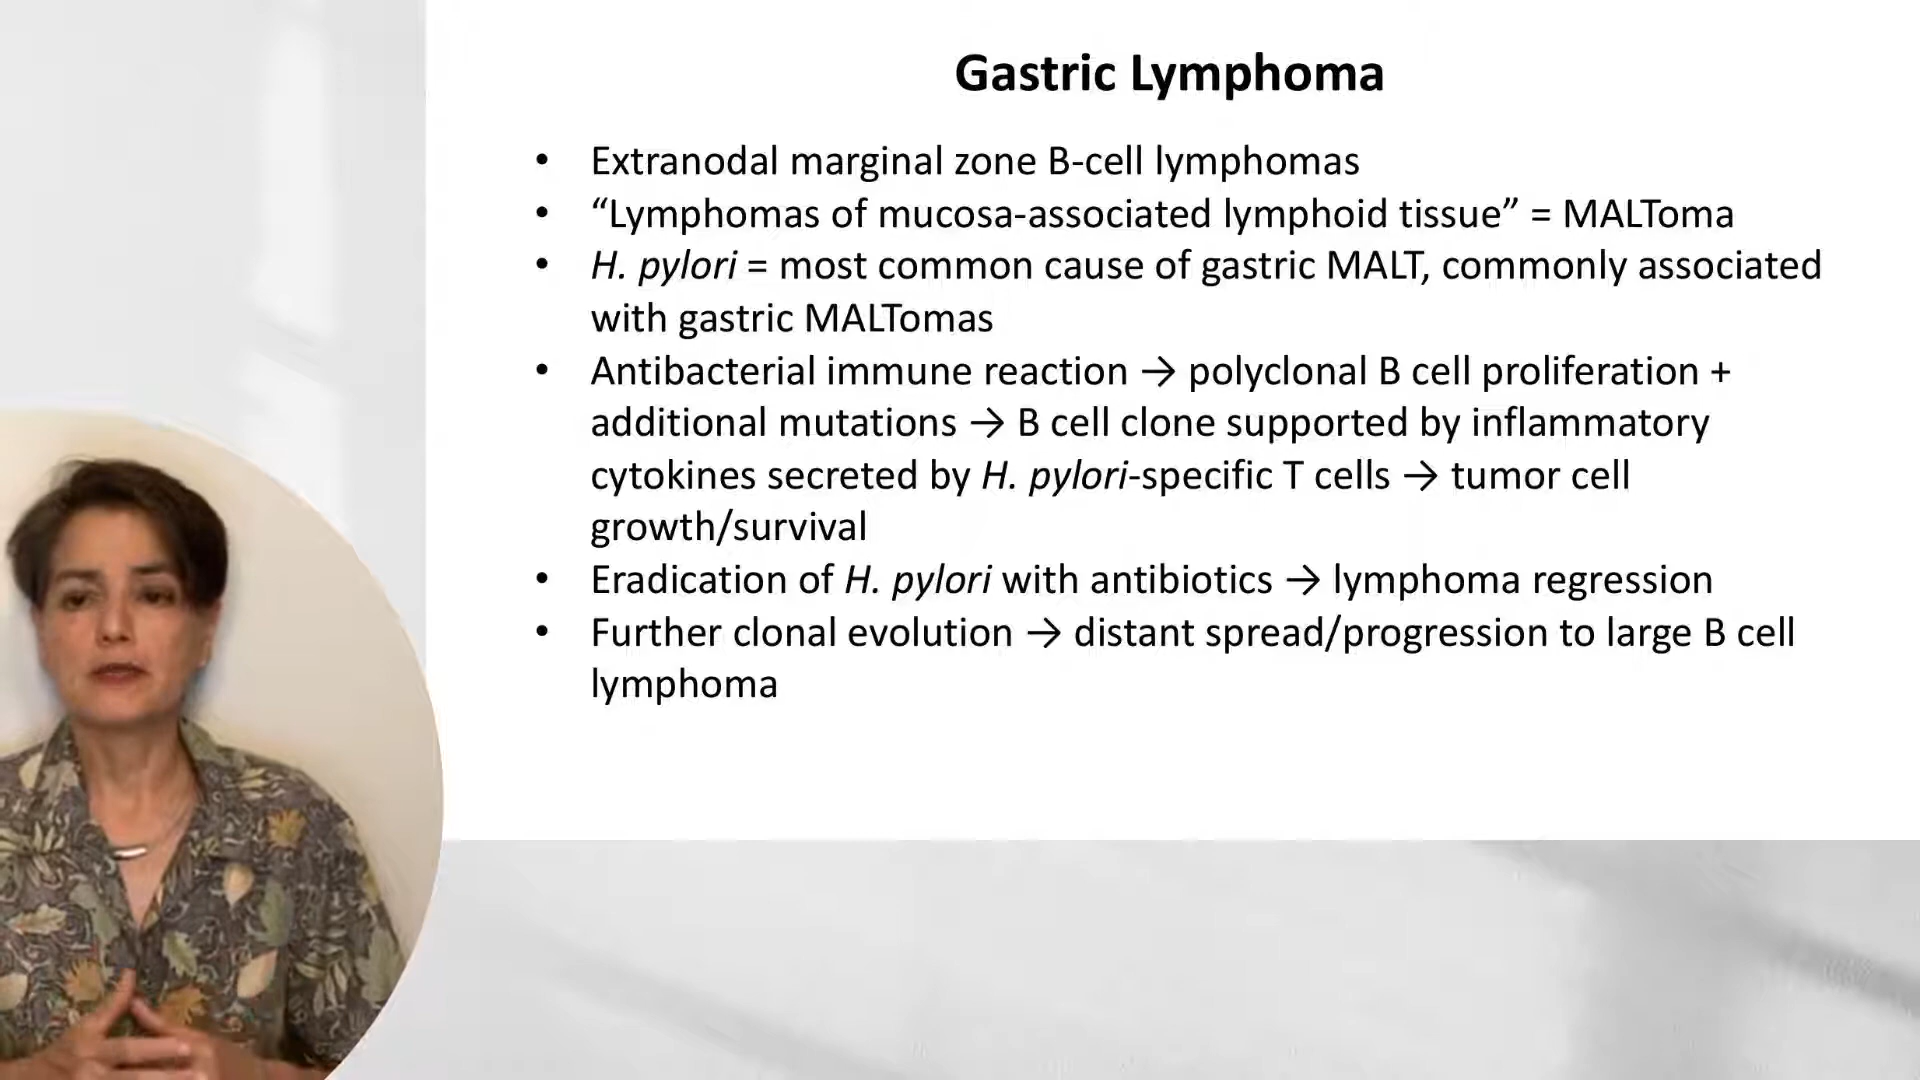 Gastric Lymphoma
• Extranodal marginal zone B-cell lymphomas
• “Lymphomas of mucosa-associated lymphoid tissue” = MALToma
• H. pylori = most common cause of gastric MALT, commonly associated
with gastric MALTomas
• Antibacterial immune reaction → polyclonal B cell proliferation +
additional mutations → B cell clone supported by inflammatory
cytokines secreted by H. pylori-specific T cells → tumor cell
growth/survival
• Eradication of H. pylori with antibiotics → lymphoma regression
• Further clonal evolution → distant spread/progression to large B cell
lymphoma